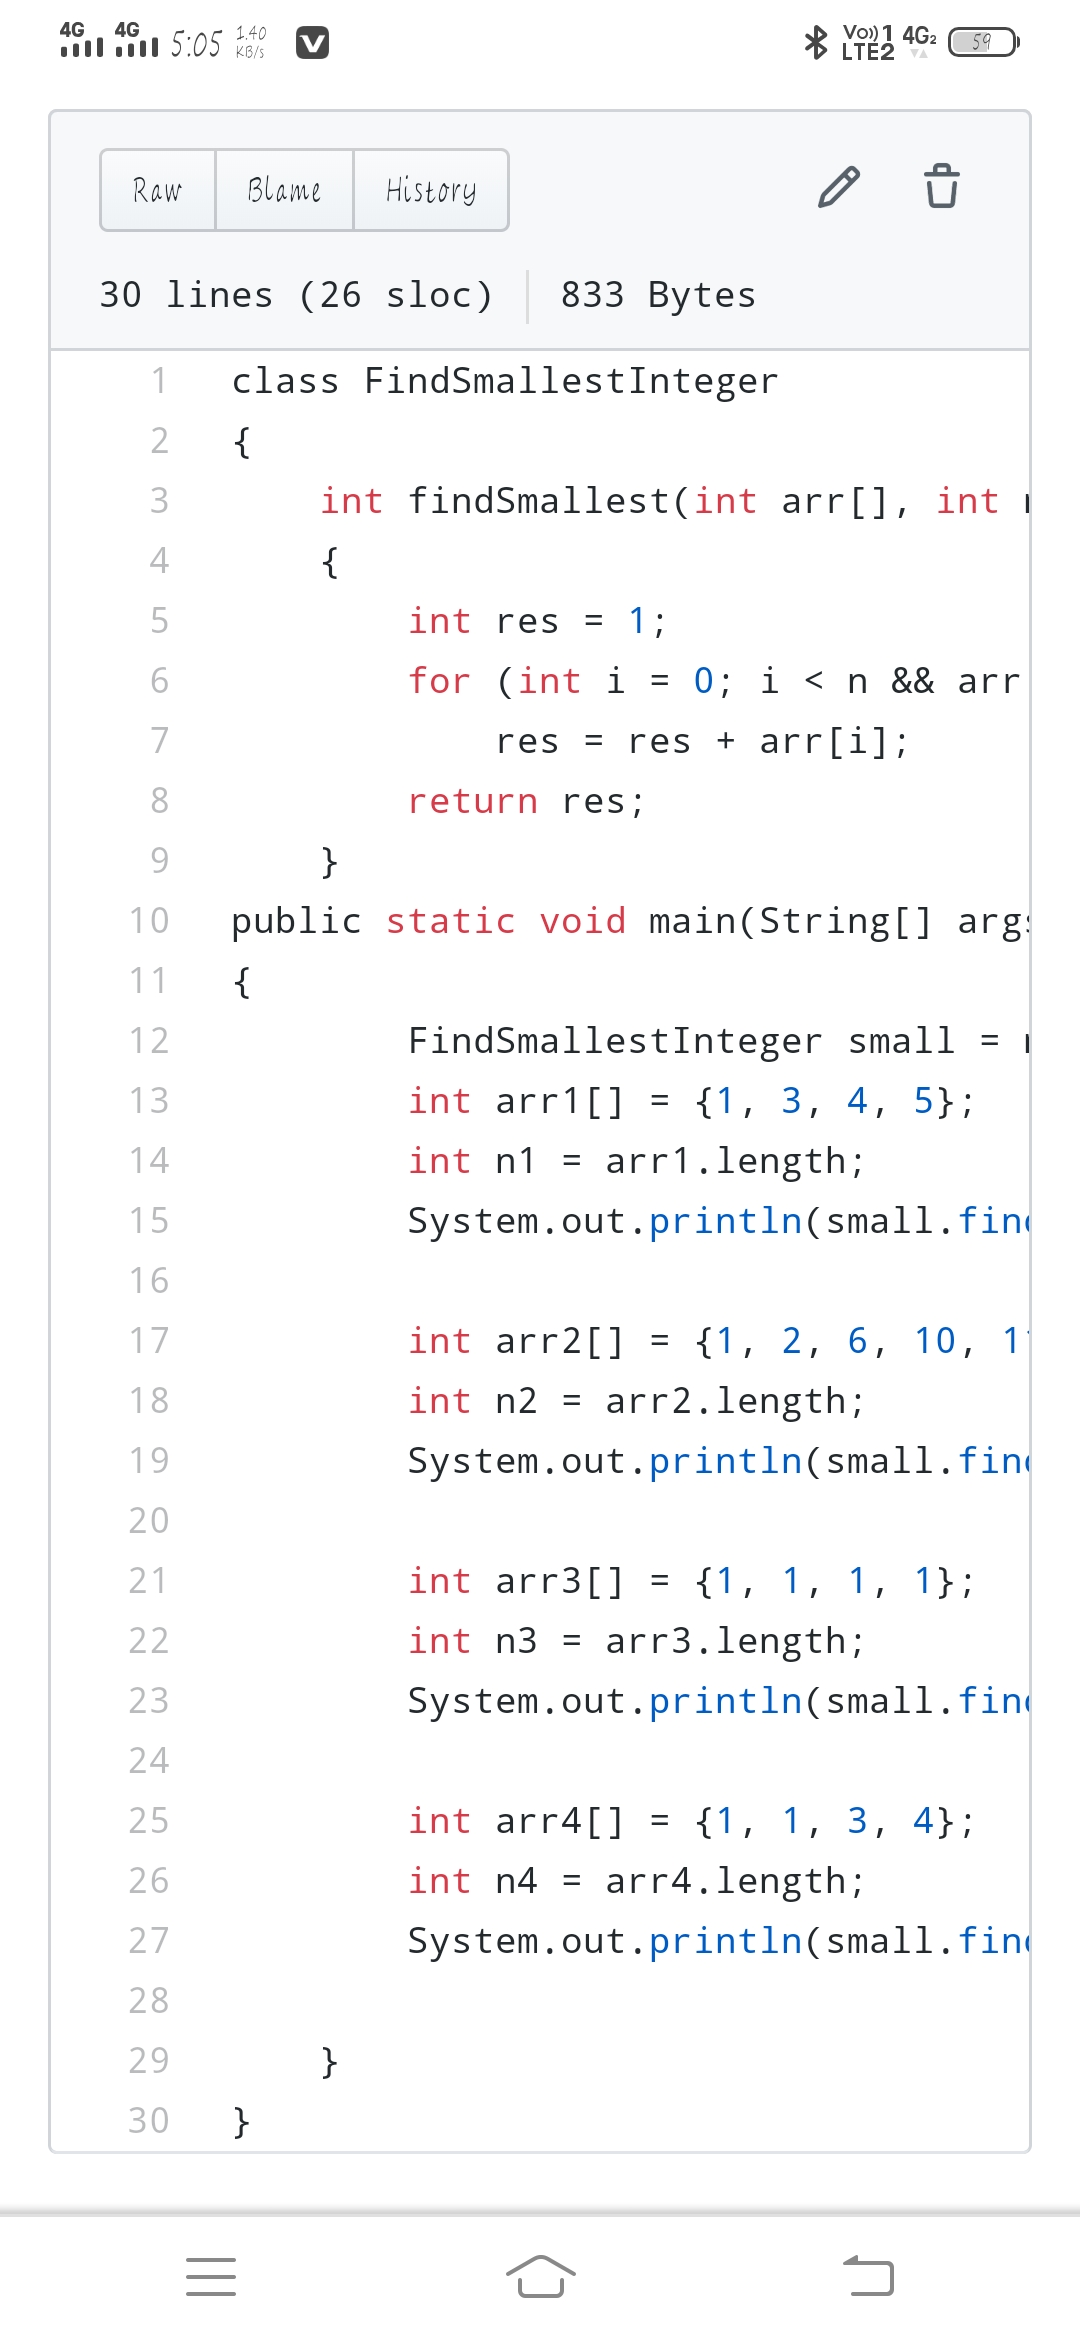 4G 4G 5:05 1.40 KB/s V Vo)) 1 LTE2 4G2 59
Raw Blame History
30 lines (26 sloc) 833 Bytes
1 class FindSmallestInteger
2 {
3 int findSmallest(int arr[], int
4 {
5 int res = 1;
6 for (int i = 0; i < n && arr
7 res = res + arr[i];
8 return res;
9 }
10 public static void main(String[] args
11 {
12 FindSmallestInteger small =
13 int arr1[] = {1, 3, 4, 5};
14 int n1 = arr1.length;
15 System.out.println(small.fin
16
17 int arr2[] = {1, 2, 6, 10, 1
18 int n2 = arr2.length;
19 System.out.println(small.fin
20
21 int arr3[] = {1, 1, 1, 1};
22 int n3 = arr3.length;
23 System.out.println(small.fin
24
25 int arr4[] = {1, 1, 3, 4};
26 int n4 = arr4.length;
27 System.out.println(small.fin
28
29 }
30 }